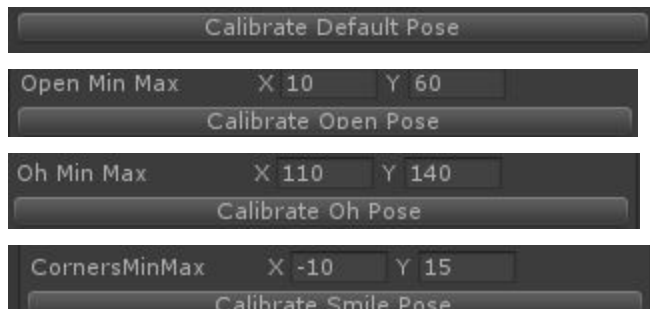 Calibrate Default Pose
Open Min Max X 10 Y 60
Calibrate Open Pose
Oh Min Max X 110 Y 140
Calibrate Oh Pose
CornersMinMax X -10 Y 15
Calibrate Smile Pose